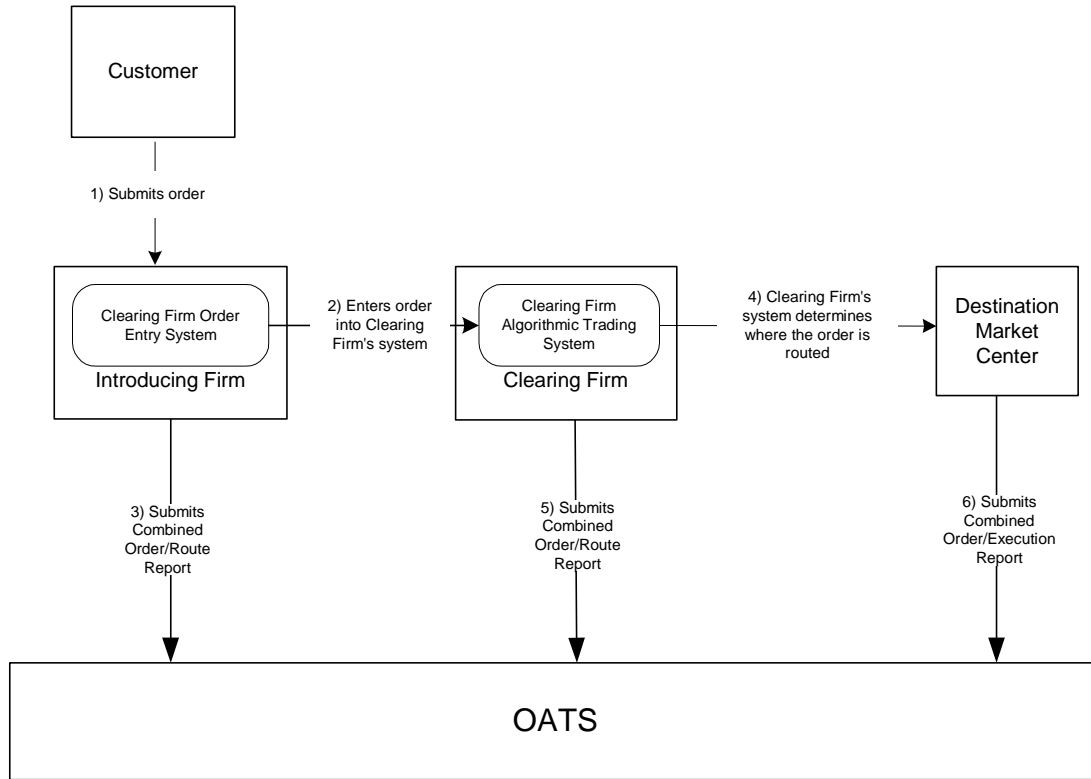 Customer
1) Submits order
Clearing Firm Order
Entry System
Introducing Firm
2) Enters order
into Clearing
Firm's system
Clearing Firm
Algorithmic Trading
System
Clearing Firm
4) Clearing Firm's
system determines
where the order is
routed
Destination
Market
Center
3) Submits
Combined
Order/Route
Report
5) Submits
Combined
Order/Route
Report
6) Submits
Combined
Order/Execution
Report
OATS